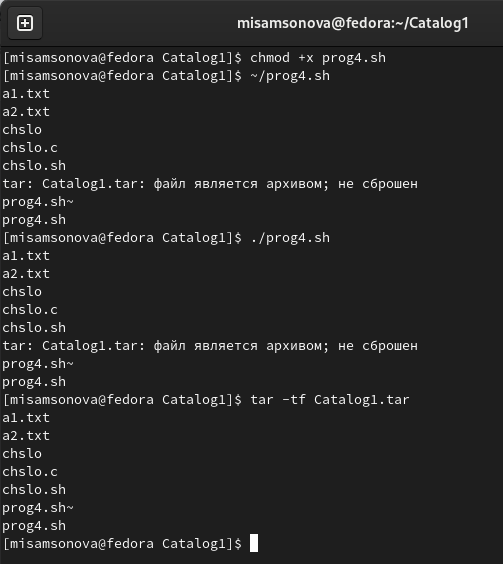 misamsonova@fedora:~/Catalog1
[misamsonova@fedora Catalog1]$ chmod +x prog4.sh
[misamsonova@fedora Catalog1]$ ~/prog4.sh
a1.txt
a2.txt
chslo
chslo.c
chslo.sh
tar: Catalog1.tar: файл является архивом; не сброшен
prog4.sh~
prog4.sh
[misamsonova@fedora Catalog1]$ ./prog4.sh
a1.txt
a2.txt
chslo
chslo.c
chslo.sh
tar: Catalog1.tar: файл является архивом; не сброшен
prog4.sh~
prog4.sh
[misamsonova@fedora Catalog1]$ tar -tf Catalog1.tar
a1.txt
a2.txt
chslo
chslo.c
chslo.sh
prog4.sh~
prog4.sh
[misamsonova@fedora Catalog1]$